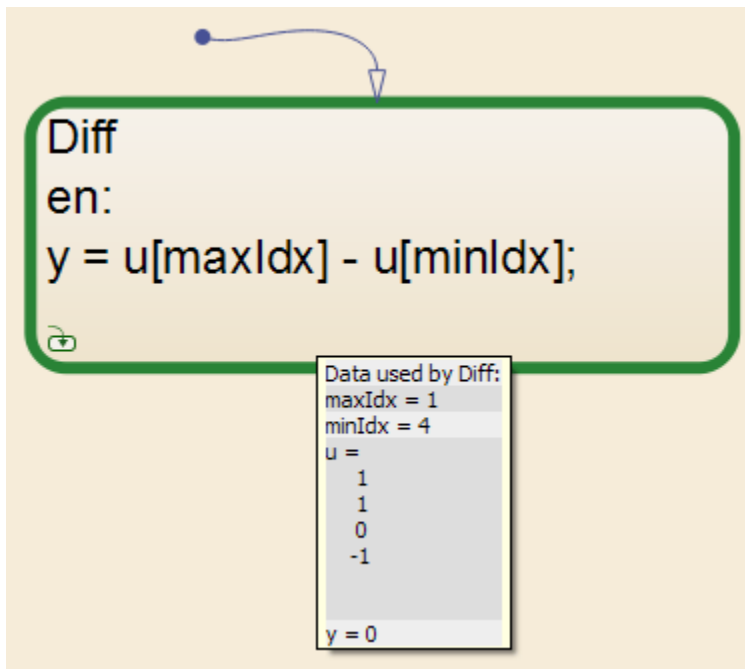 Diff
en:
y = u[maxIdx] - u[minIdx];
Data used by Diff:
maxIdx = 1
minIdx = 4
u =
1
1
0
-1
y = 0